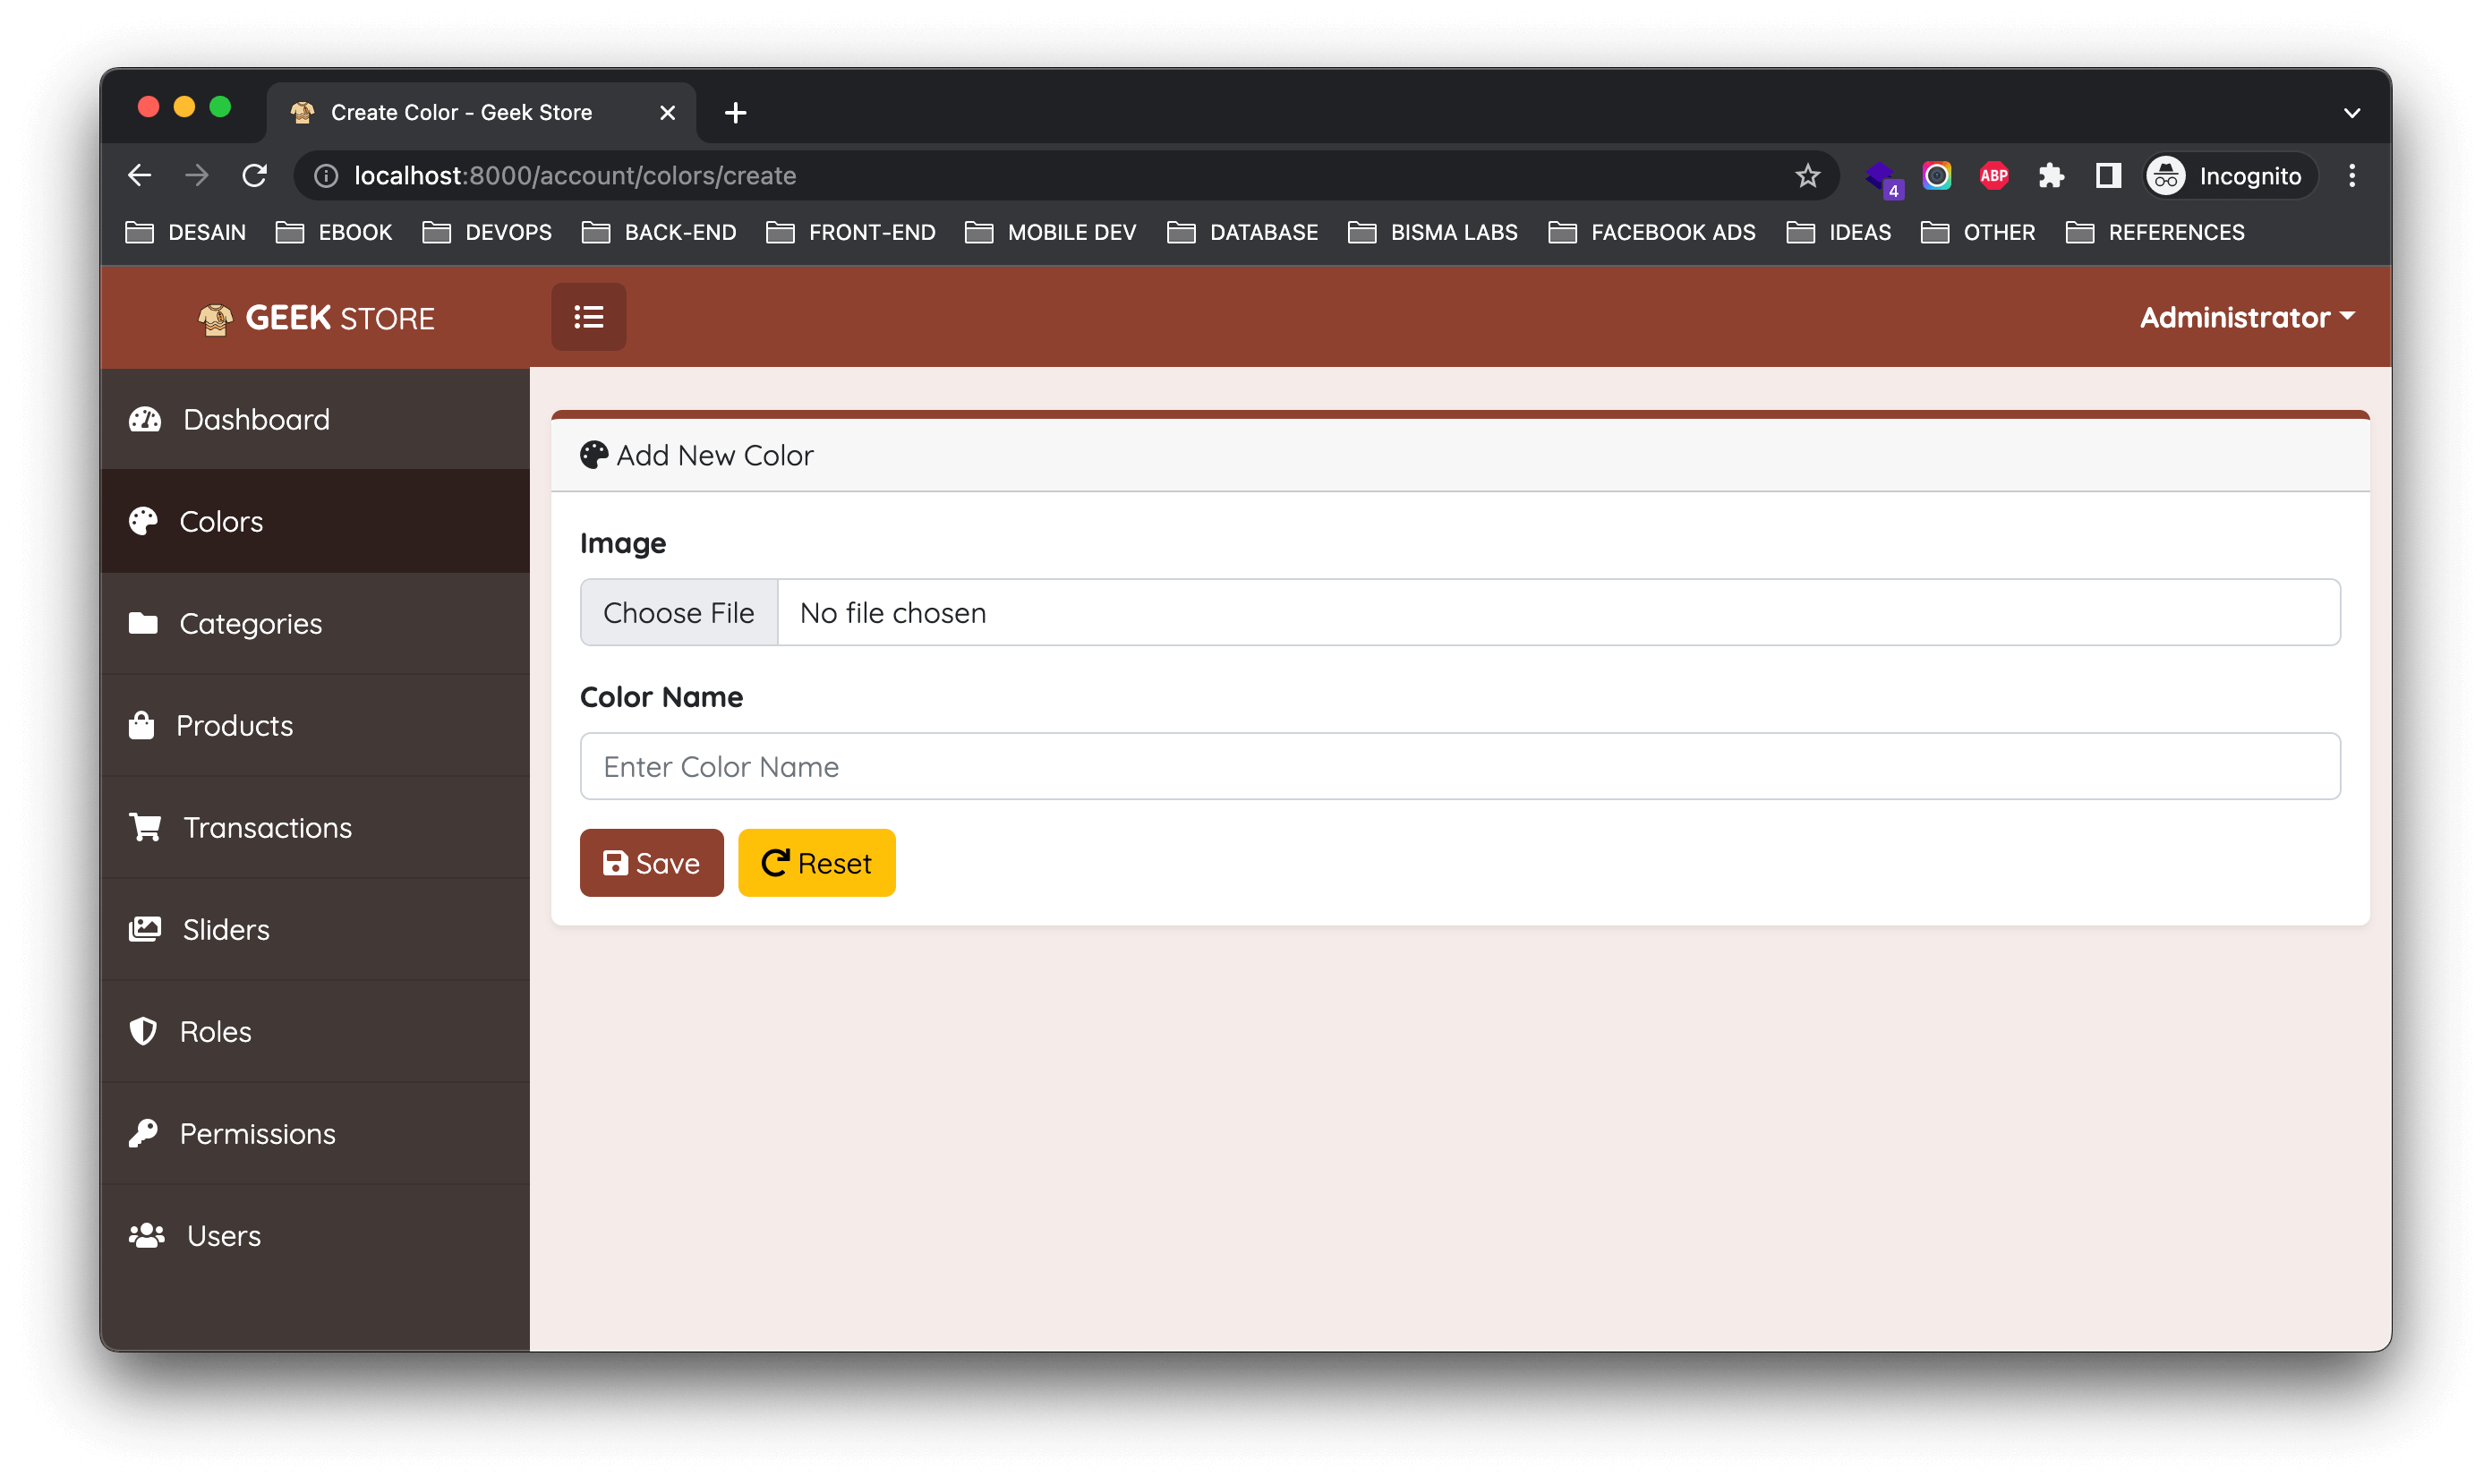 Create Color - Geek Store
localhost:8000/account/colors/create
4
ABP
Incognito
DESAIN EBOOK DEVOPS BACK-END FRONT-END MOBILE DEV DATABASE BISMA LABS FACEBOOK ADS IDEAS OTHER REFERENCES
GEEK STORE
Administrator
Dashboard
Colors
Categories
Products
Transactions
Sliders
Roles
Permissions
Users
Add New Color
Image
Choose File No file chosen
Color Name
Enter Color Name
Save Reset